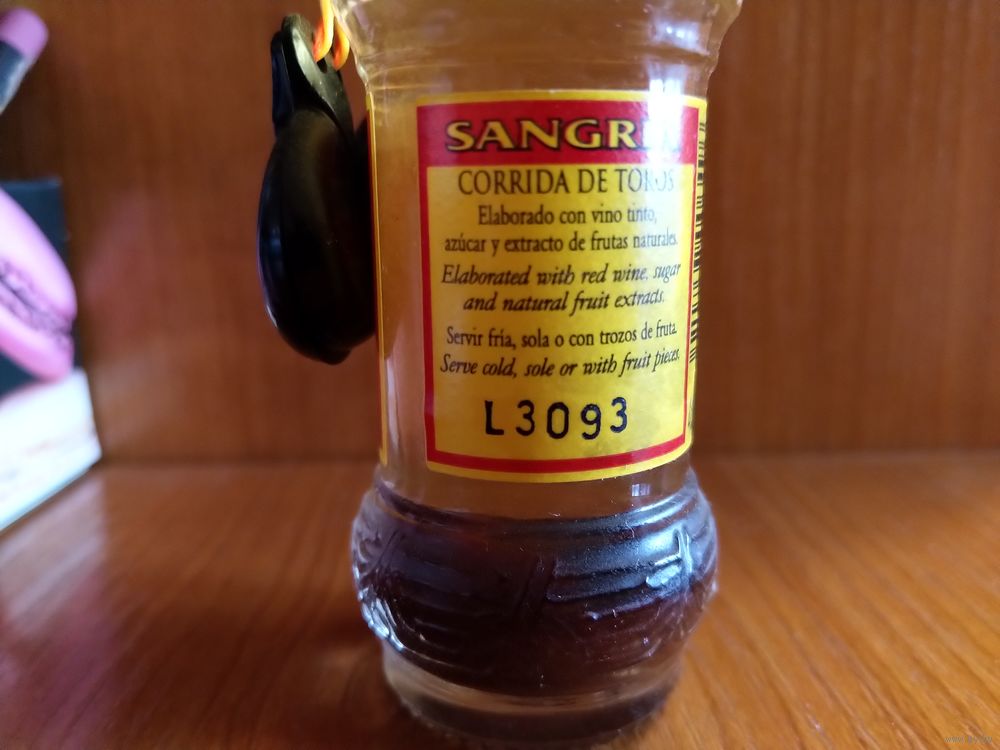 SANGRIA
CORRIDA DE TOROS
Elaborado con vino tinto,
azúcar y extracto de frutas naturales.
Elaborated with red wine, sugar
and natural fruit extracts.
Servir fría, sola o con trozos de fruta.
Serve cold, sole or with fruit pieces.
L3093